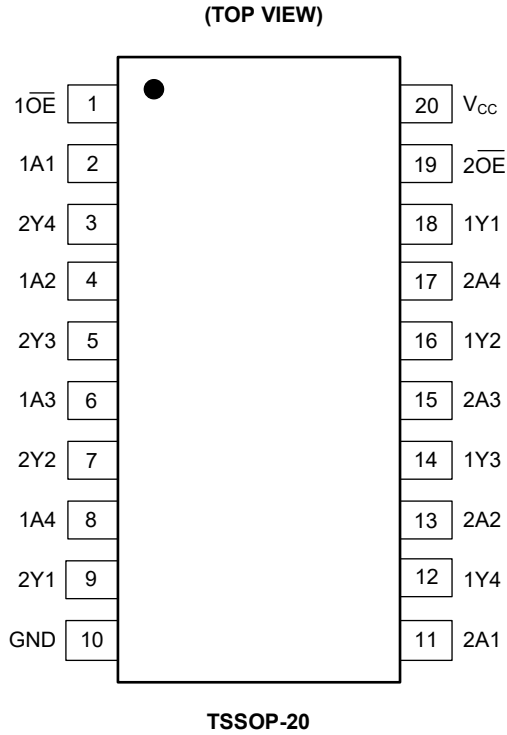 (TOP VIEW)
1O̅E̅ 1 20 VCC
1A1 2 19 2O̅E̅
2Y4 3 18 1Y1
1A2 4 17 2A4
2Y3 5 16 1Y2
1A3 6 15 2A3
2Y2 7 14 1Y3
1A4 8 13 2A2
2Y1 9 12 1Y4
GND 10 11 2A1
TSSOP-20